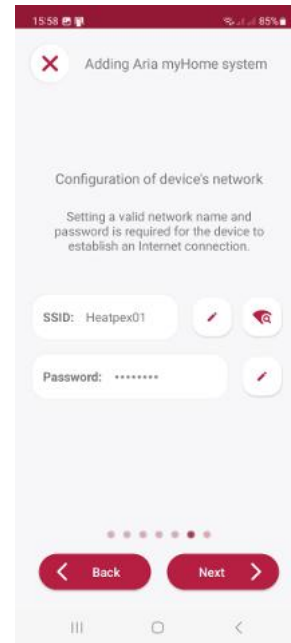 15:58 85%
Adding Aria myHome system
Configuration of device's network
Setting a valid network name and
password is required for the device to
establish an Internet connection.
SSID: Heatpex01
Password: ••••••••
Back Next